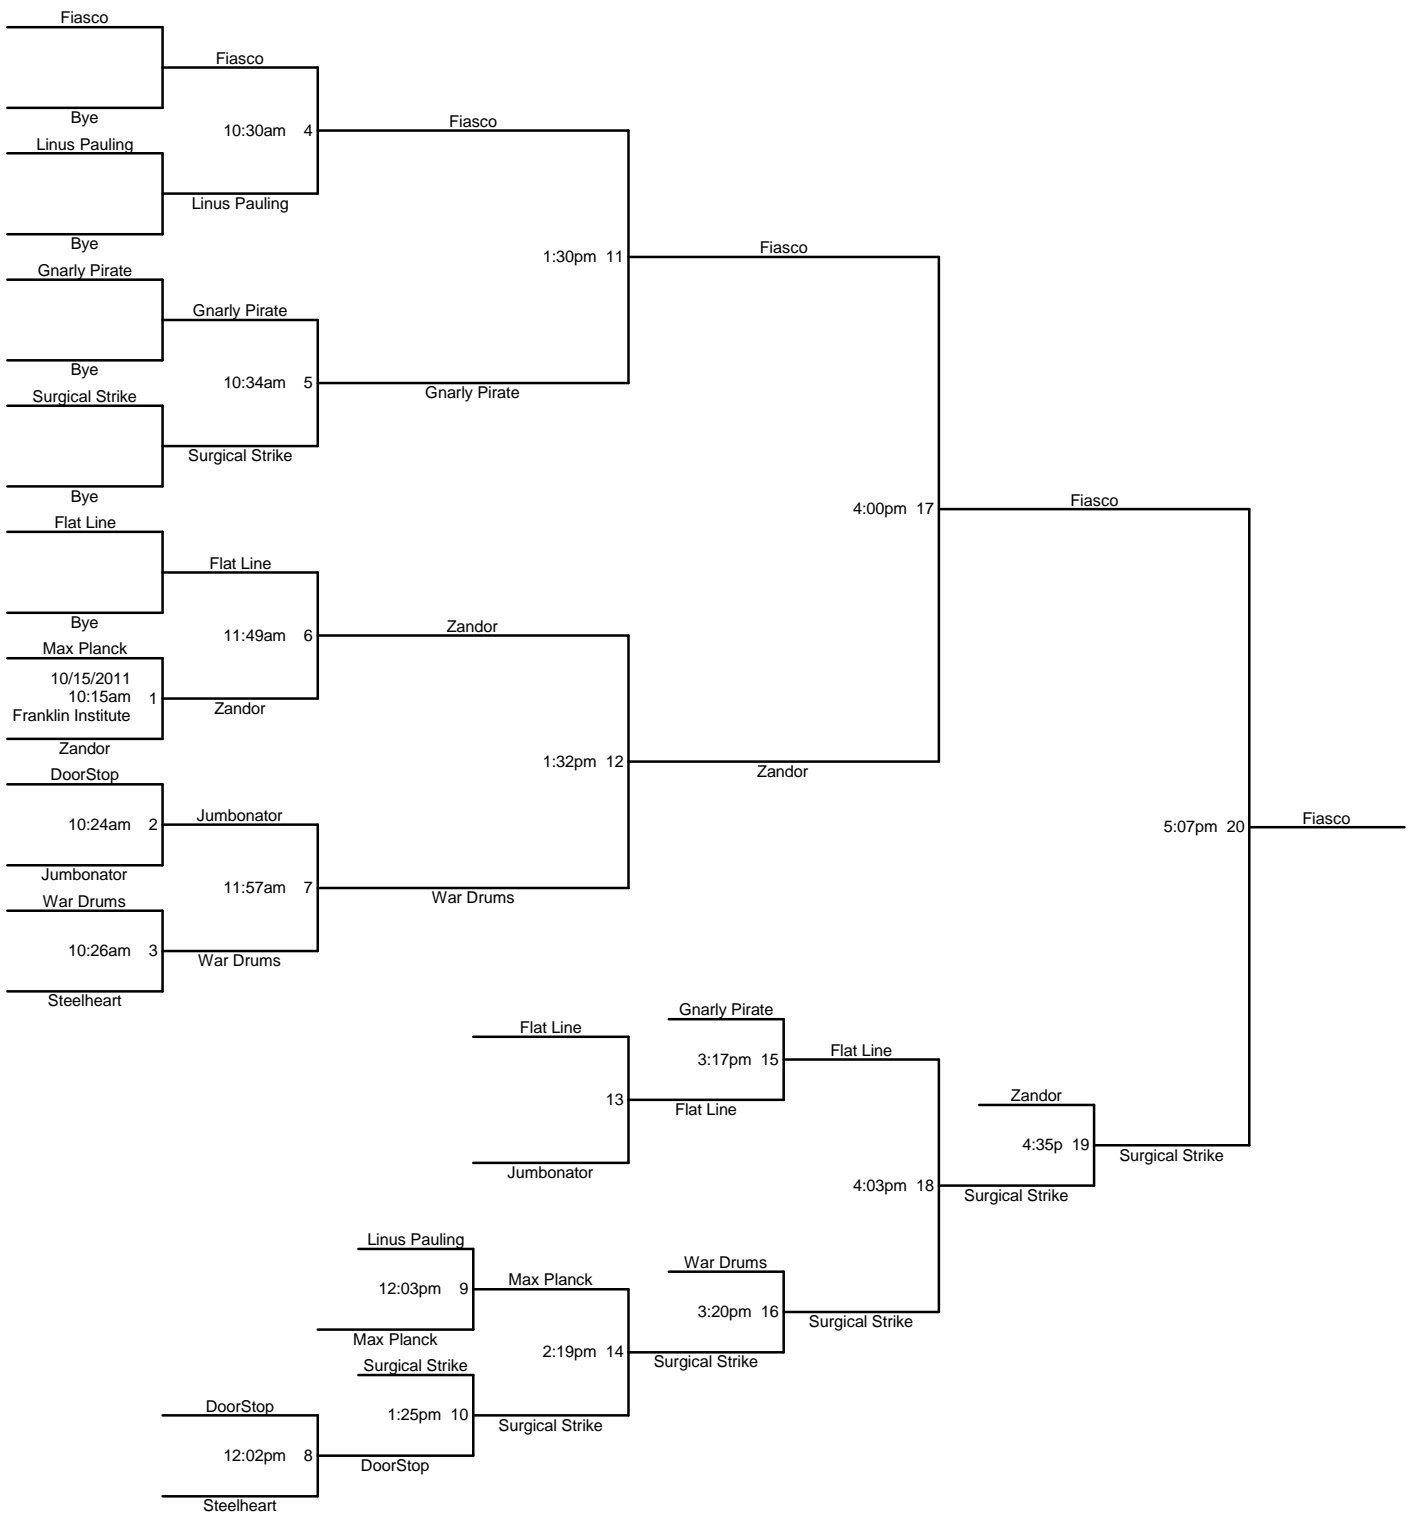 Fiasco
Fiasco
Bye
10:30am 4
Fiasco
Linus Pauling
Linus Pauling
Bye
1:30pm 11
Fiasco
Gnarly Pirate
Gnarly Pirate
Bye
10:34am 5
Gnarly Pirate
Surgical Strike
Surgical Strike
Bye
4:00pm 17
Fiasco
Flat Line
Flat Line
Bye
11:49am 6
Zandor
Max Planck
10/15/2011
10:15am 1
Franklin Institute
Zandor
Zandor
1:32pm 12
Zandor
DoorStop
10:24am 2
Jumbonator
Jumbonator
5:07pm 20
Fiasco
11:57am 7
War Drums
War Drums
10:26am 3
War Drums
Steelheart
Gnarly Pirate
Flat Line
3:17pm 15
Flat Line
13
Flat Line
Zandor
4:35p 19
Surgical Strike
Jumbonator
4:03pm 18
Surgical Strike
Linus Pauling
12:03pm 9
Max Planck
War Drums
3:20pm 16
Surgical Strike
Max Planck
2:19pm 14
Surgical Strike
Surgical Strike
DoorStop
1:25pm 10
Surgical Strike
12:02pm 8
DoorStop
Steelheart